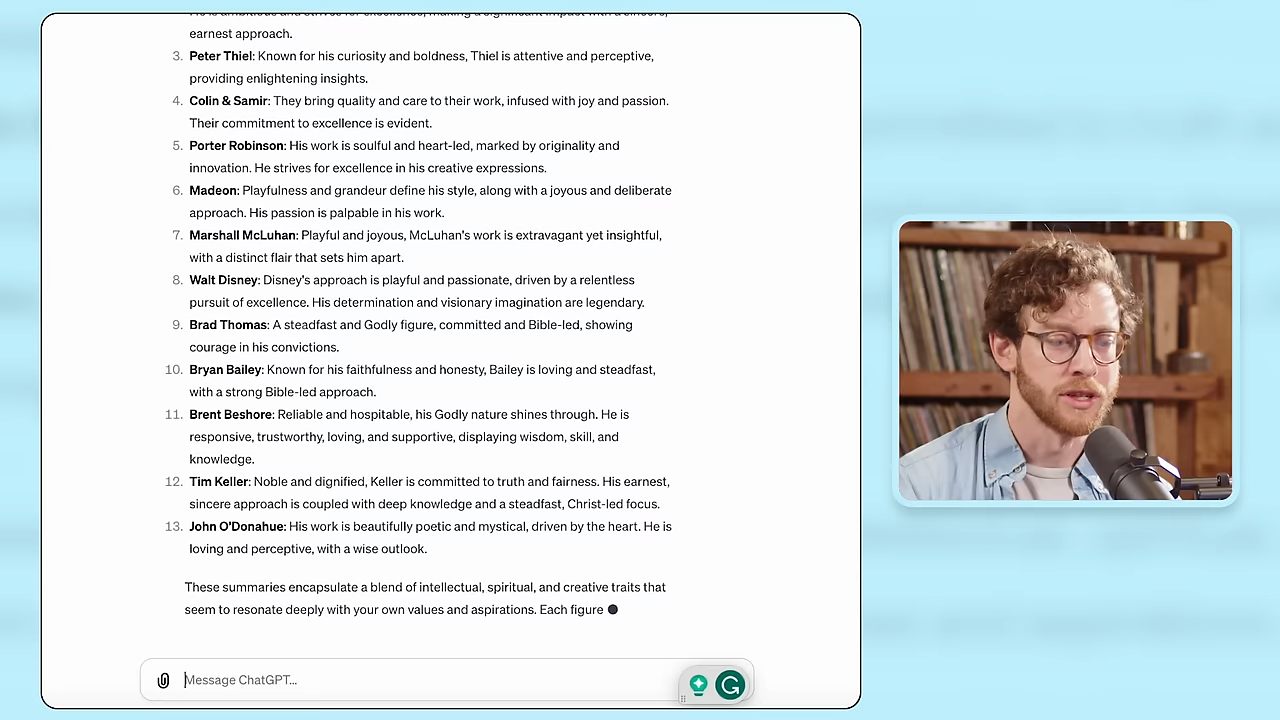 earnest approach.
3. Peter Thiel: Known for his curiosity and boldness, Thiel is attentive and perceptive,
providing enlightening insights.
4. Colin & Samir: They bring quality and care to their work, infused with joy and passion.
Their commitment to excellence is evident.
5. Porter Robinson: His work is soulful and heart-led, marked by originality and
innovation. He strives for excellence in his creative expressions.
6. Madeon: Playfulness and grandeur define his style, along with a joyous and deliberate
approach. His passion is palpable in his work.
7. Marshall McLuhan: Playful and joyous, McLuhan's work is extravagant yet insightful,
with a distinct flair that sets him apart.
8. Walt Disney: Disney's approach is playful and passionate, driven by a relentless
pursuit of excellence. His determination and visionary imagination are legendary.
9. Brad Thomas: A steadfast and Godly figure, committed and Bible-led, showing
courage in his convictions.
10. Bryan Bailey: Known for his faithfulness and honesty, Bailey is loving and steadfast,
with a strong Bible-led approach.
11. Brent Beshore: Reliable and hospitable, his Godly nature shines through. He is
responsive, trustworthy, loving, and supportive, displaying wisdom, skill, and
knowledge.
12. Tim Keller: Noble and dignified, Keller is committed to truth and fairness. His earnest,
sincere approach is coupled with deep knowledge and a steadfast, Christ-led focus.
13. John O'Donahue: His work is beautifully poetic and mystical, driven by the heart. He is
loving and perceptive, with a wise outlook.
These summaries encapsulate a blend of intellectual, spiritual, and creative traits that
seem to resonate deeply with your own values and aspirations. Each figure
Message ChatGPT...